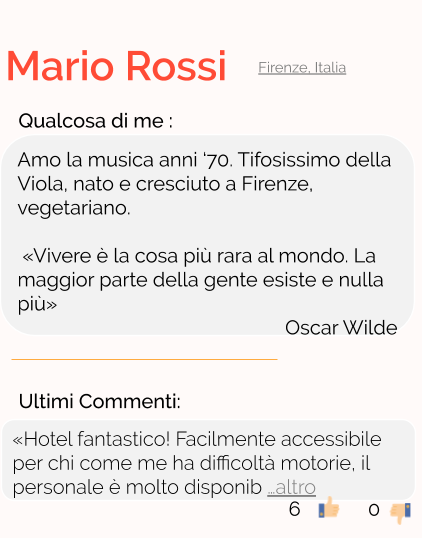 Mario Rossi
Firenze, Italia
Qualcosa di me :
Amo la musica anni ‘70. Tifosissimo della
Viola, nato e cresciuto a Firenze,
vegetariano.
«Vivere è la cosa più rara al mondo. La
maggior parte della gente esiste e nulla
più»
Oscar Wilde
Ultimi Commenti:
«Hotel fantastico! Facilmente accessibile
per chi come me ha difficoltà motorie, il
personale è molto disponib ...altro
6 0